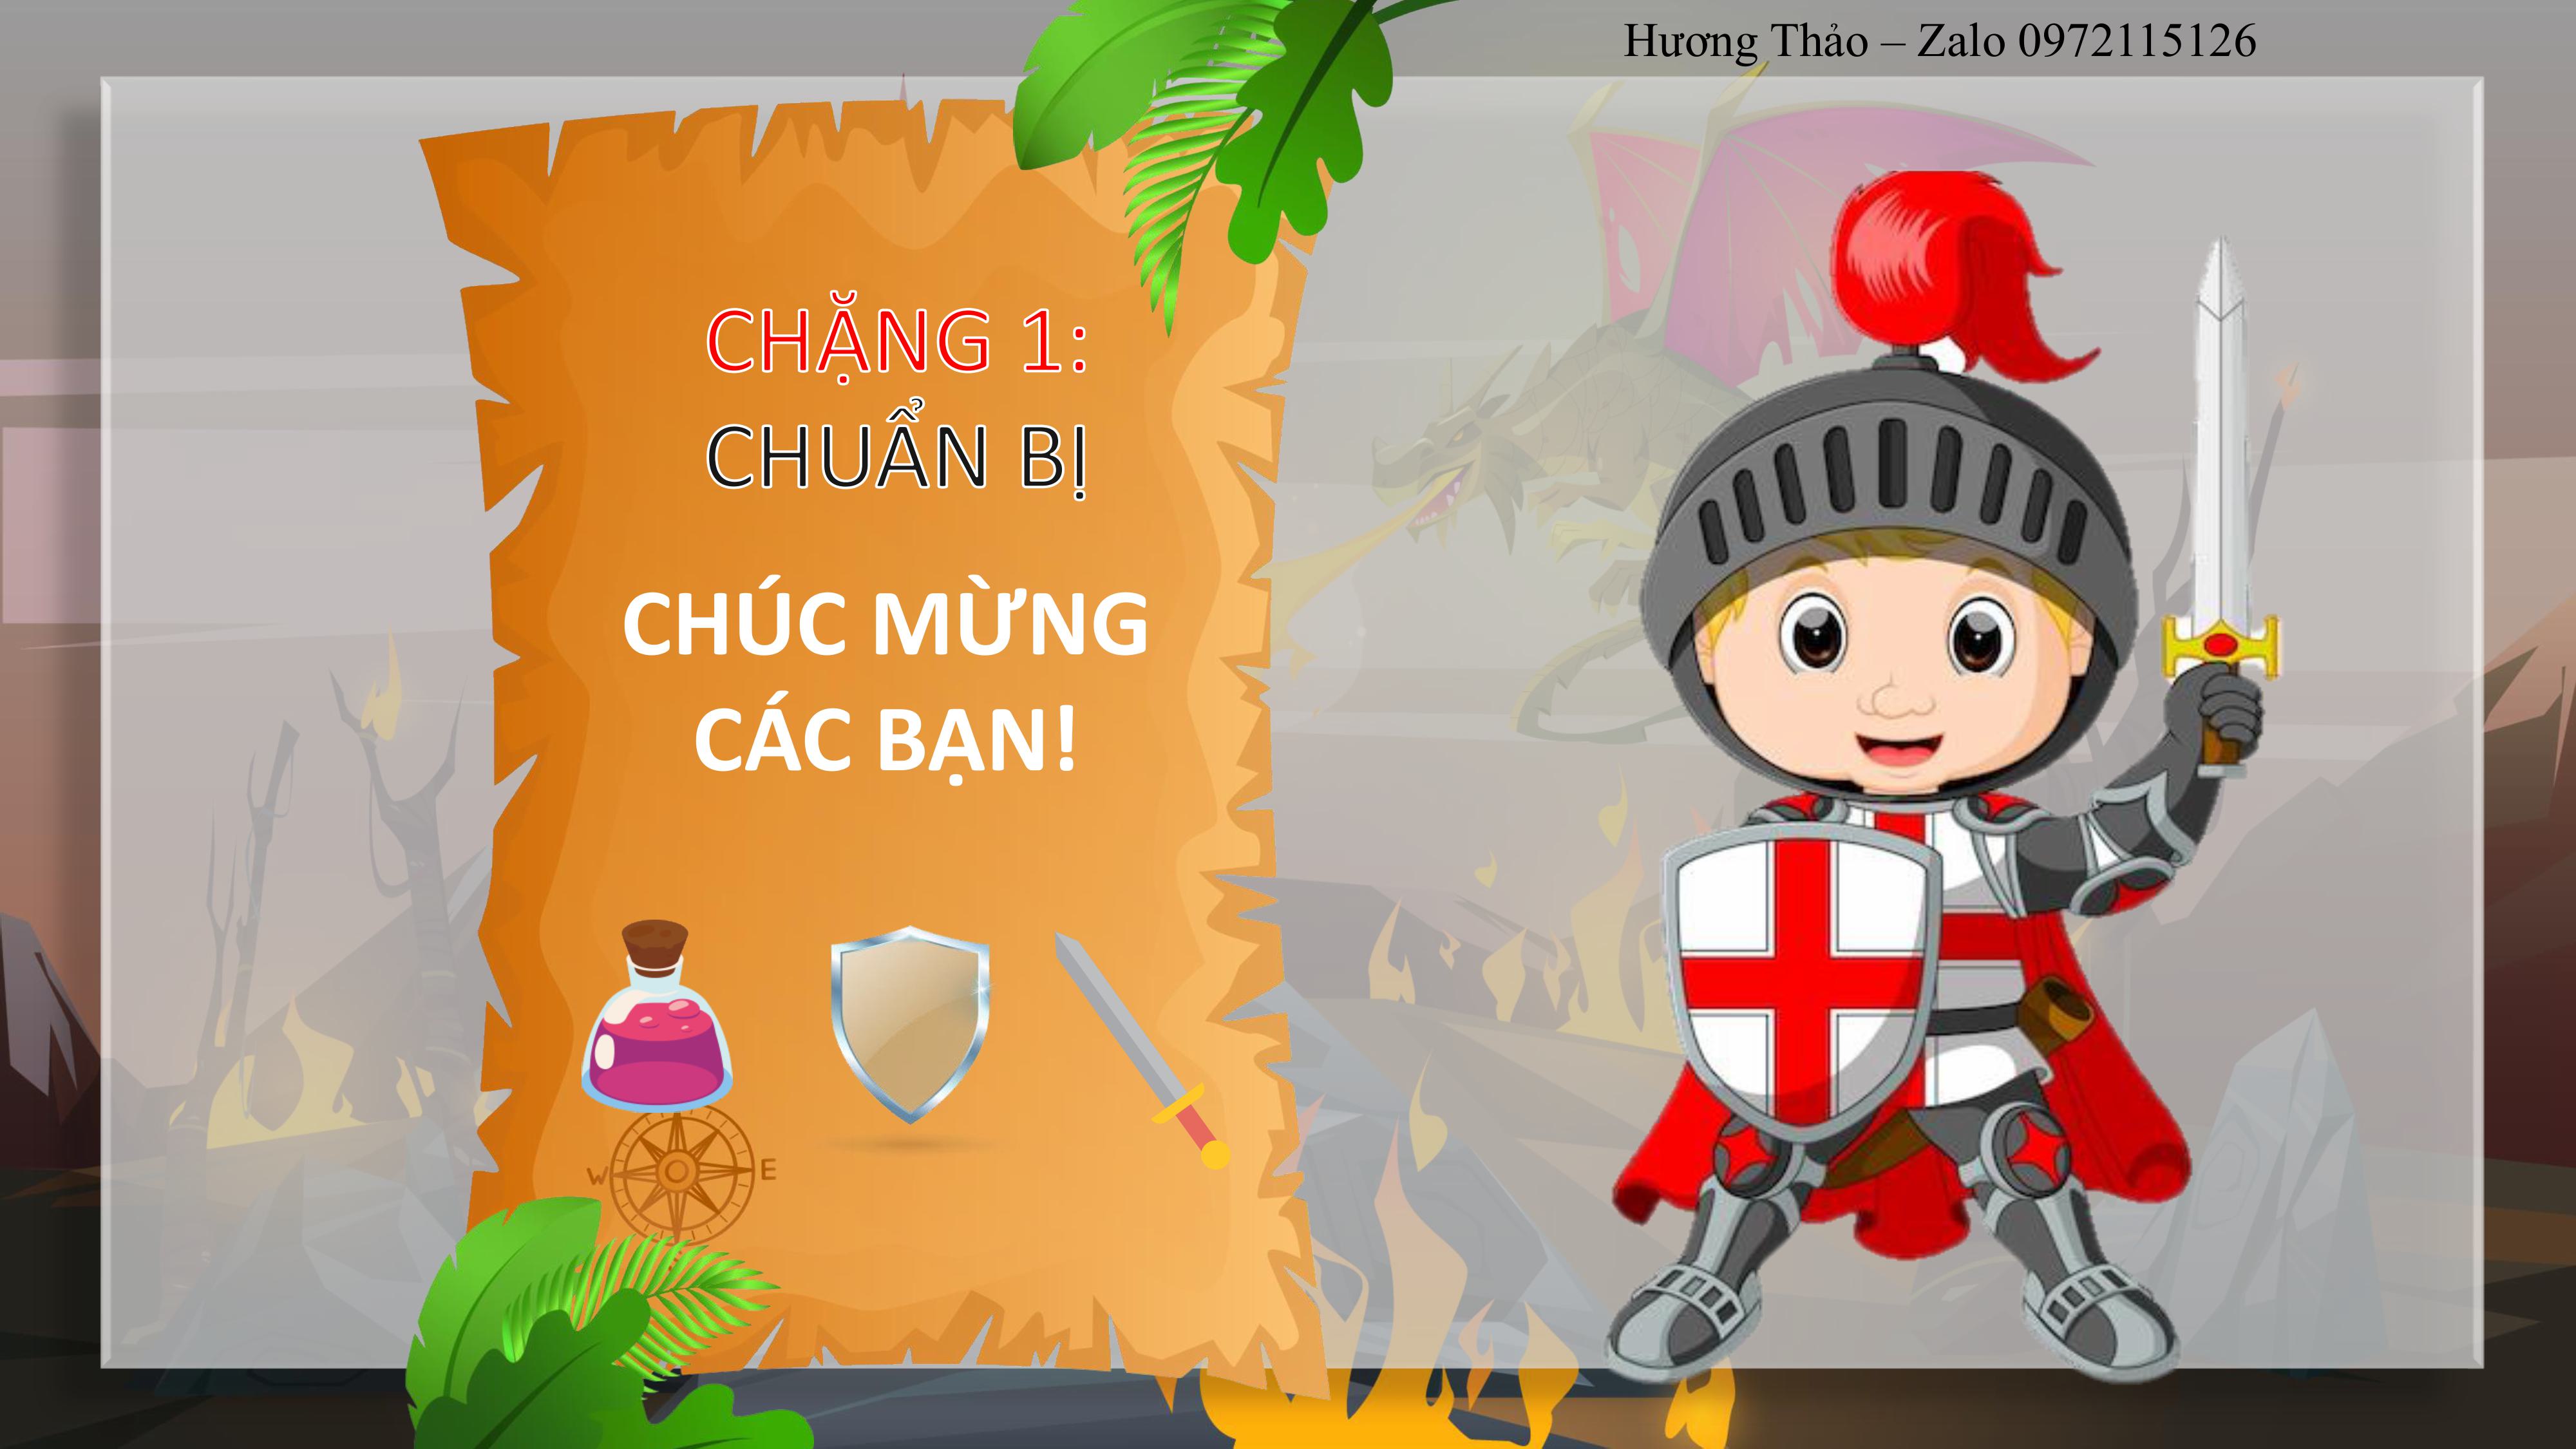 Hương Thảo – Zalo 0972115126
CHẶNG 1:
CHUẨN BỊ
CHÚC MỪNG
CÁC BẠN!
W E